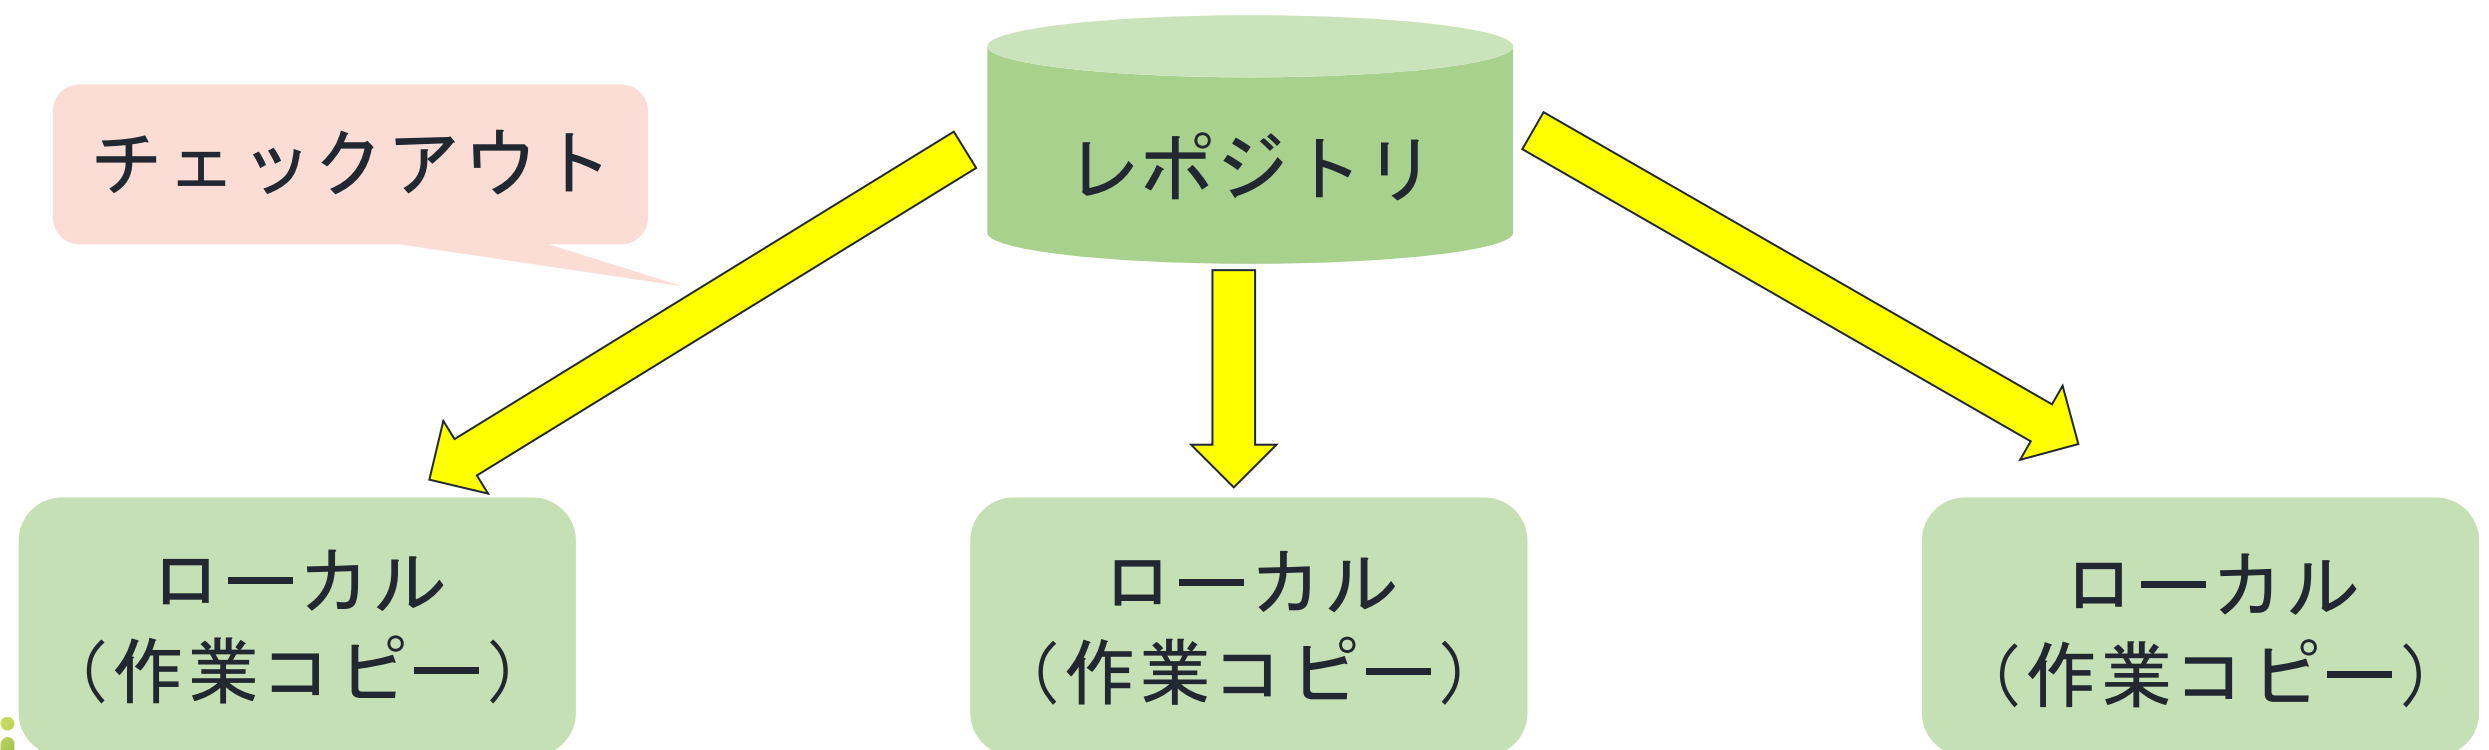 レポジトリ
チェックアウト
ローカル
（作業コピー）
ローカル
（作業コピー）
ローカル
（作業コピー）